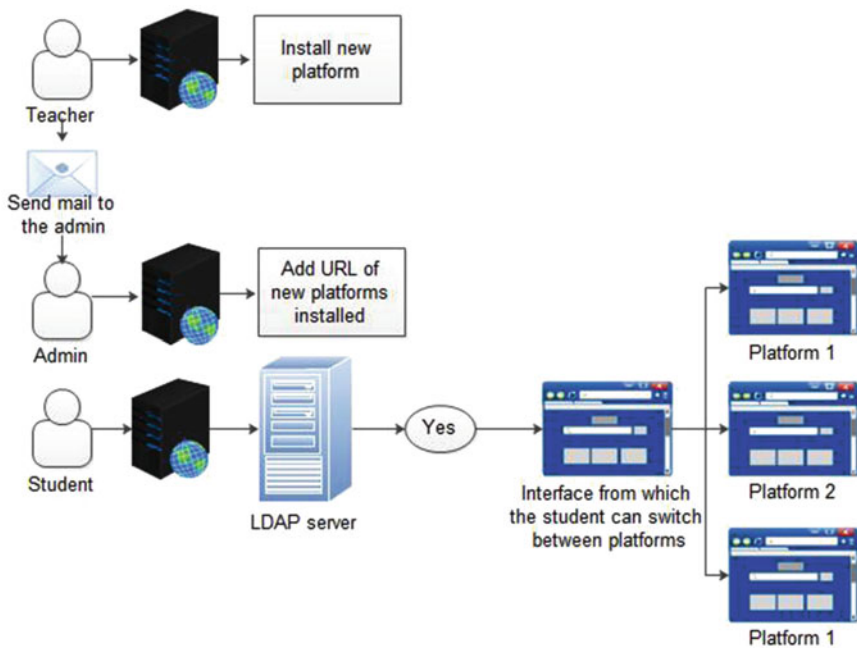 Install new
platform
Teacher
Send mail to
the admin
Add URL of
new platforms
installed
Admin
Platform 1
Yes
Student
LDAP server
Interface from which
the student can switch
between platforms
Platform 2
Platform 1